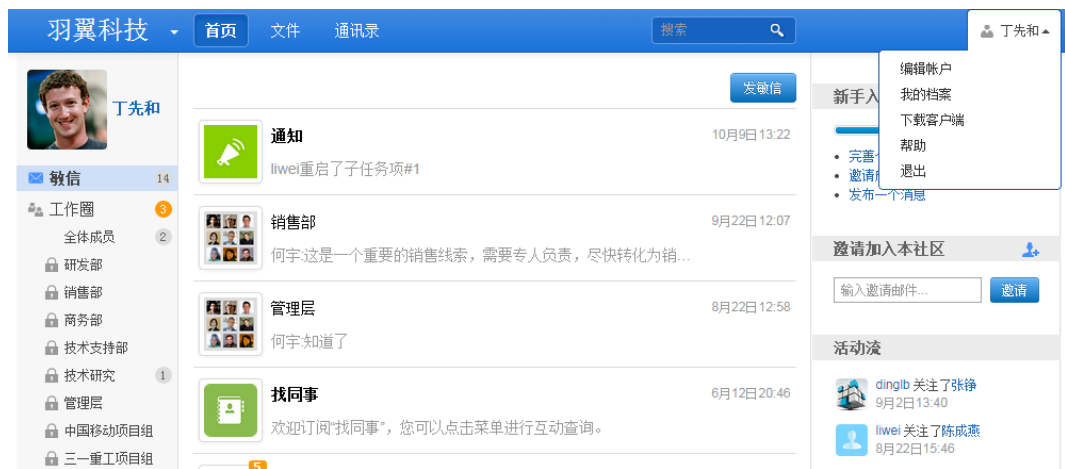 羽翼科技 首页 文件 通讯录 搜索 丁先和
编辑帐户
我的档案
下载客户端
帮助
退出
丁先和
敏信 14
工作圈 3
全体成员 2
研发部
销售部
商务部
技术支持部
技术研究 1
管理层
中国移动项目组
三一重工项目组
发敏信
通知 10月9日13:22
liwei重启了子任务项#1
销售部 9月22日12:07
何宇:这是一个重要的销售线索，需要专人负责，尽快转化为销...
管理层 8月22日12:58
何宇:知道了
找同事 6月12日20:46
欢迎订阅“找同事”，您可以点击菜单进行互动查询。
5
新手入
完善
邀请
发布一个消息
邀请加入本社区
输入邀请邮件... 邀请
活动流
dinglb 关注了张铮
9月2日13:40
liwei 关注了陈成燕
8月22日15:46